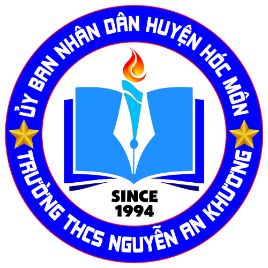 ỦY BAN NHÂN DÂN HUYỆN HÓC MÔN
TRƯỜNG THCS NGUYỄN AN KHƯƠNG
SINCE
1994